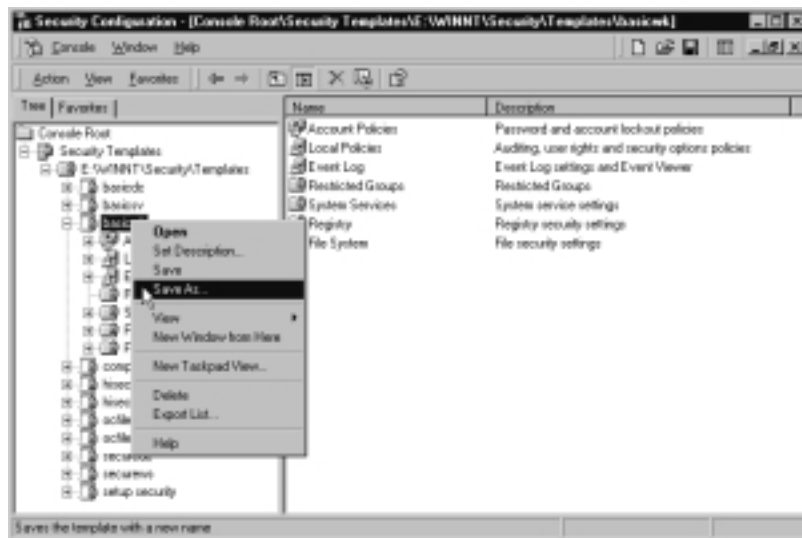 Security Configuration - [Console Root\Security Templates\E:\WINNT\Security\Templates\basicwk]
Console Window Help
Action View Favorites
Tree Favorites
Name Description
Console Root
Security Templates
E:\WINNT\Security\Templates
basicdc
basicsv
Account Policies Password and account lockout policies
Local Policies Auditing, user rights and security options policies
Event Log Event Log settings and Event Viewer
Restricted Groups Restricted Groups
System Services System service settings
Registry Registry security settings
File System File security settings
Open
Set Description...
Save
Save As...
View
New Window from Here
New Taskpad View...
Delete
Export List...
Help
securews
setup security
Saves the template with a new name